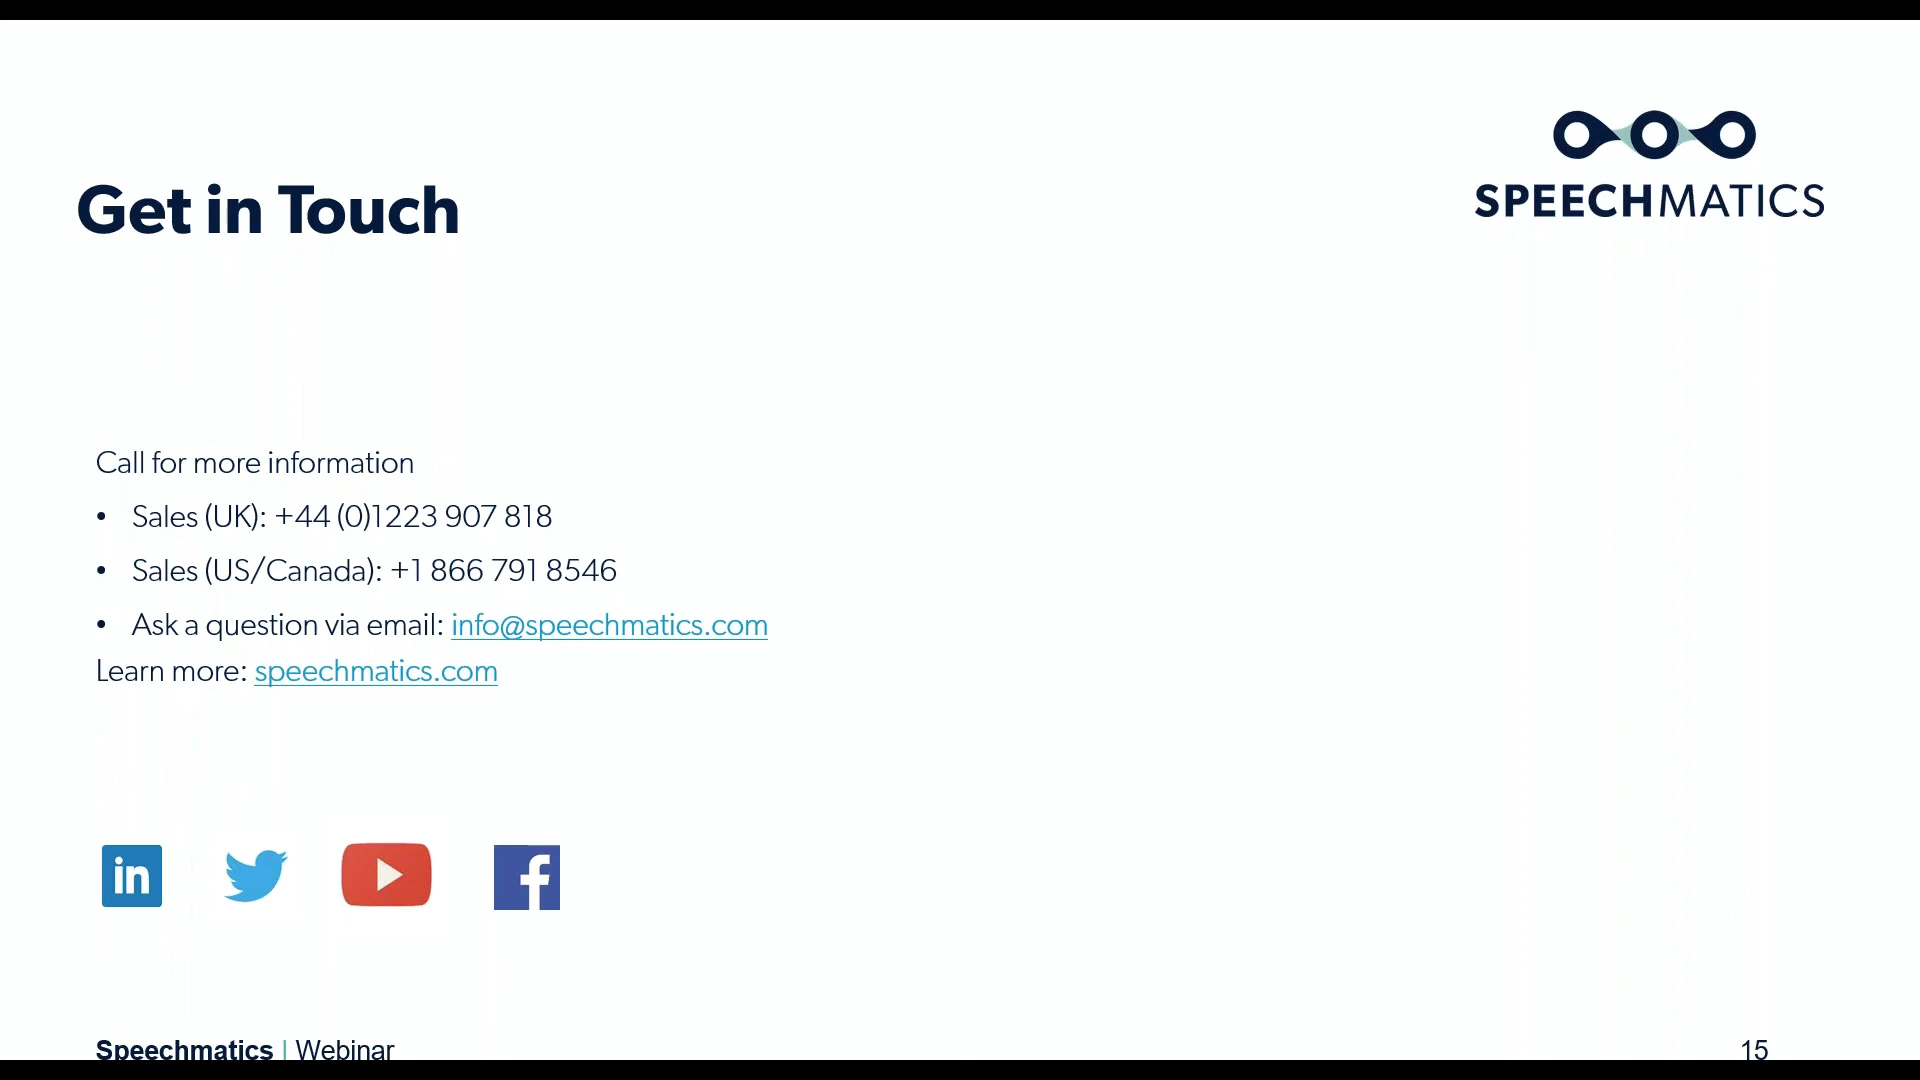 SPEECHMATICS
Get in Touch
Call for more information
• Sales (UK): +44 (0)1223 907 818
• Sales (US/Canada): +1 866 791 8546
• Ask a question via email: info@speechmatics.com
Learn more: speechmatics.com
in
f
Speechmatics | Webinar
15